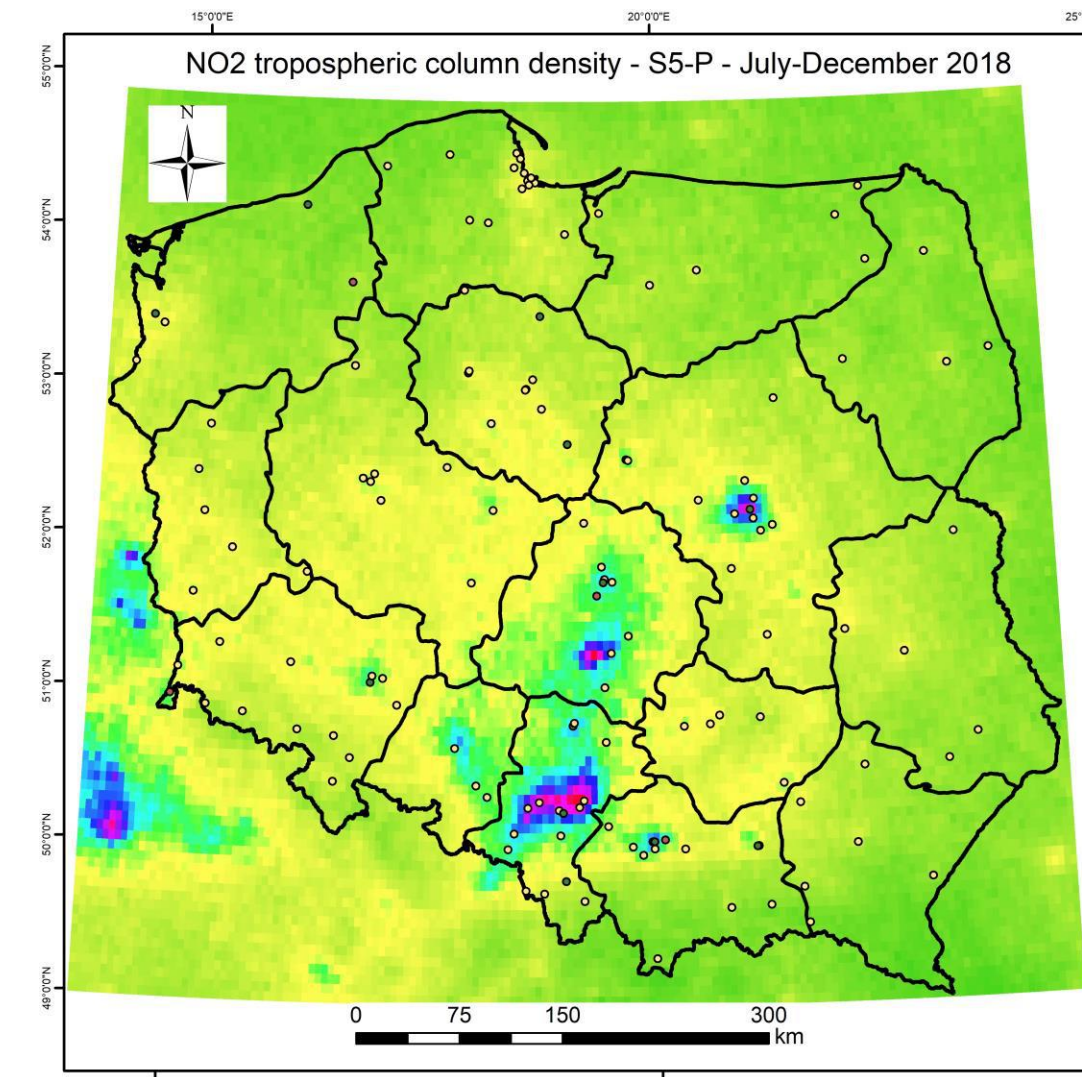 15°0'0"E 20°0'0"E 25°
NO2 tropospheric column density - S5-P - July-December 2018
N
55°0'0"N
54°0'0"N
53°0'0"N
52°0'0"N
51°0'0"N
50°0'0"N
49°0'0"N
0 75 150 300
km